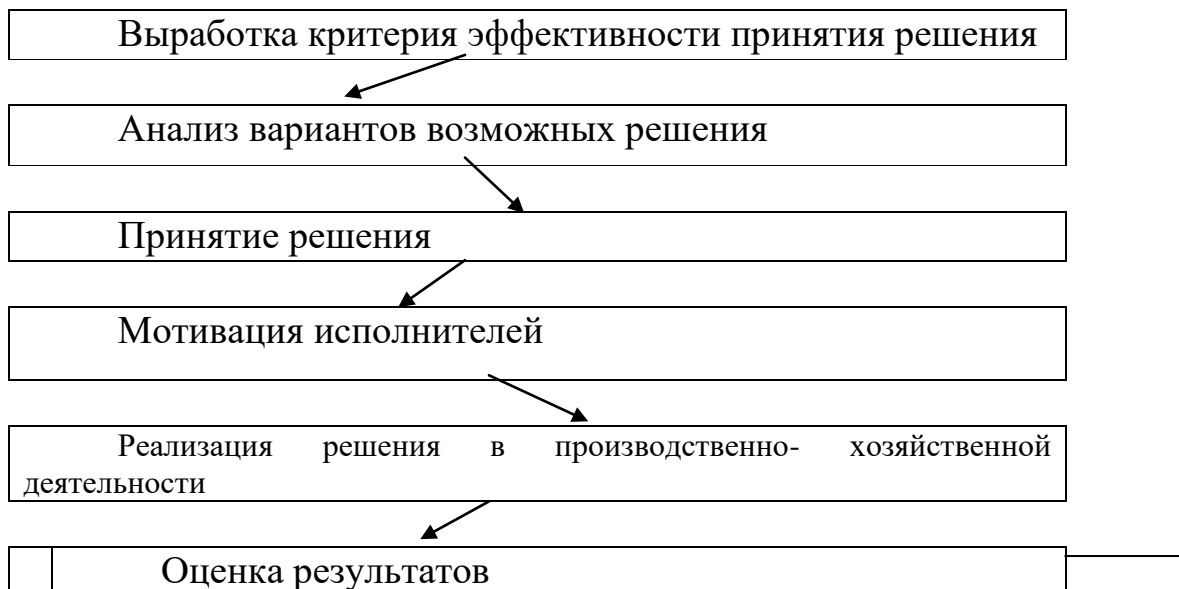 Выработка критерия эффективности принятия решения
Анализ вариантов возможных решения
Принятие решения
Мотивация исполнителей
Реализация решения в производственно- хозяйственной
деятельности
Оценка результатов